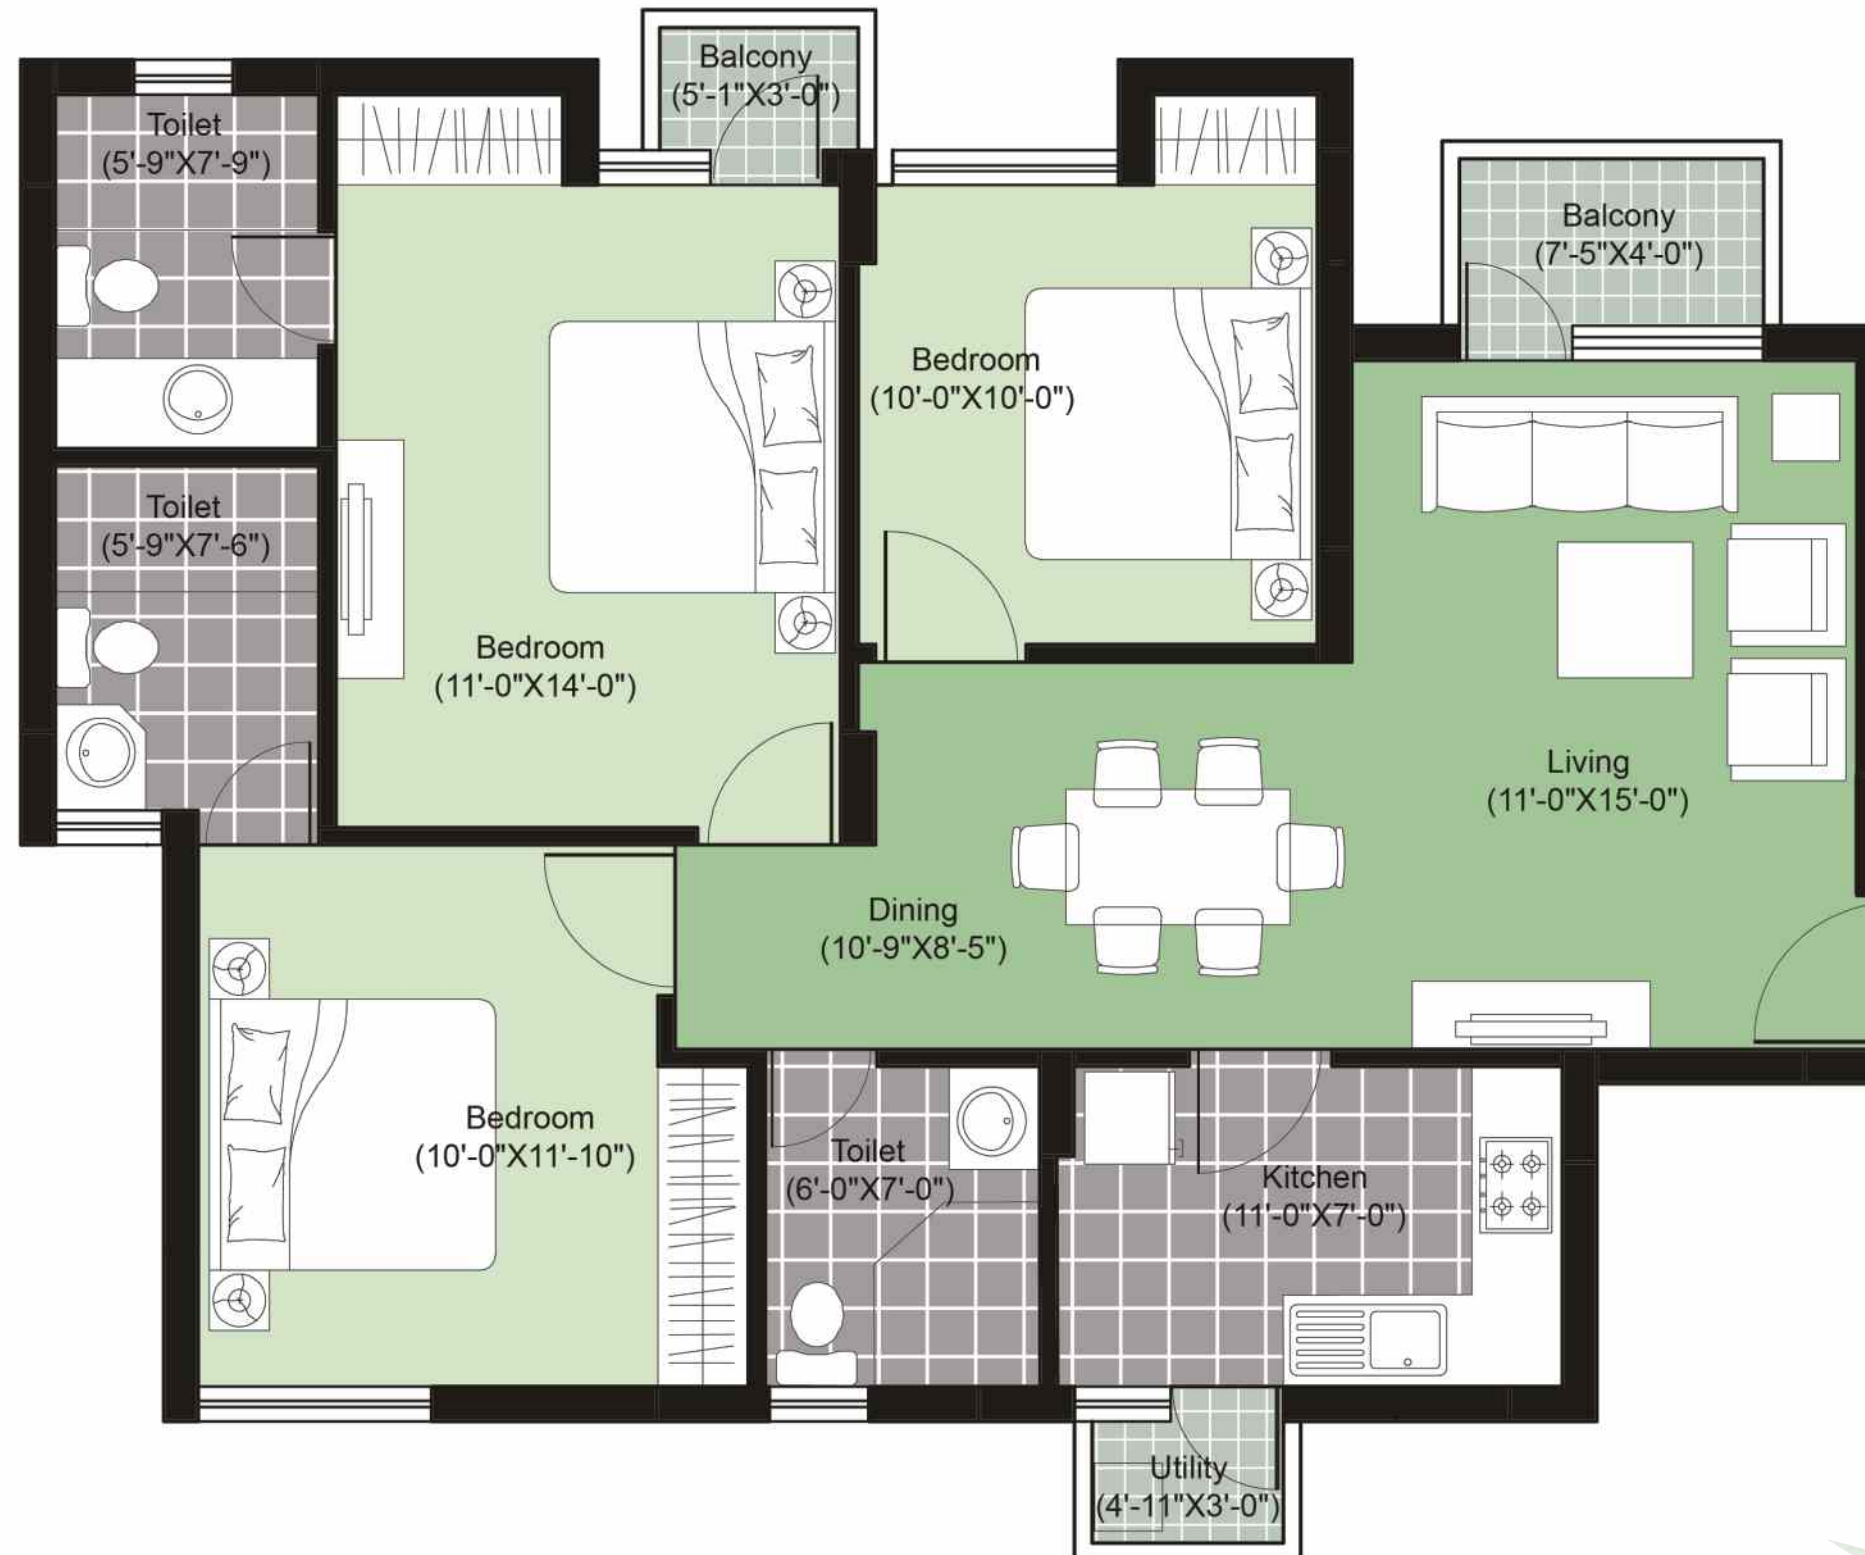 Balcony
(5'-1"X3'-0")
Toilet
(5'-9"X7'-9")
Balcony
(7'-5"X4'-0")
Bedroom
(10'-0"X10'-0")
Toilet
(5'-9"X7'-6")
Bedroom
(11'-0"X14'-0")
Living
(11'-0"X15'-0")
Dining
(10'-9"X8'-5")
Bedroom
(10'-0"X11'-10")
Toilet
(6'-0"X7'-0")
Kitchen
(11'-0"X7'-0")
Utility
(4'-11"X3'-0")